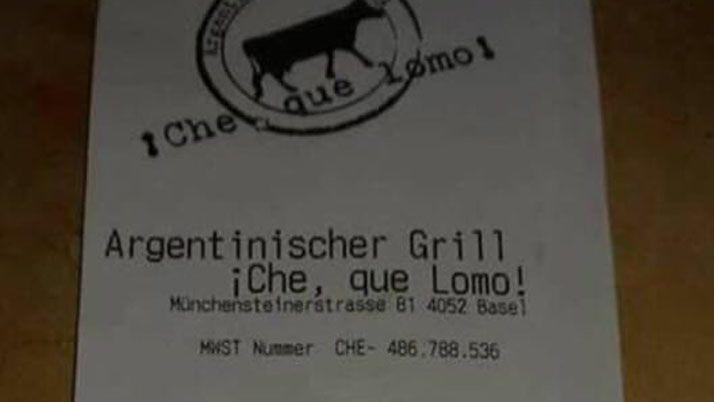 ¡Che que Lomo!
Argentinischer Grill
¡Che, que Lomo!
Münchensteinerstrasse 81 4052 Basel
MWST Nummer CHE- 486.788.536